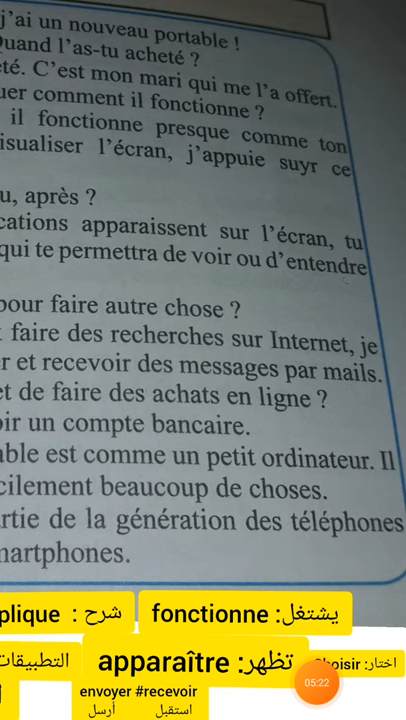 j'ai un nouveau portable !
Quand l'as-tu acheté ?
été. C'est mon mari qui me l'a offert.
uer comment il fonctionne ?
il fonctionne presque comme ton
isualiser l'écran, j'appuie suyr ce
u, après ?
cations apparaissent sur l'écran, tu
qui te permettra de voir ou d'entendre
pour faire autre chose ?
faire des recherches sur Internet, je
r et recevoir des messages par mails.
et de faire des achats en ligne ?
oir un compte bancaire.
able est comme un petit ordinateur. Il
cilement beaucoup de choses.
rtie de la génération des téléphones
martphones.
plique : شرح
fonctionne :يشتغل
التطبيقات
apparaître :تظهر
hoisir :اختار
05:22
envoyer #recevoir
أرسل استقبل